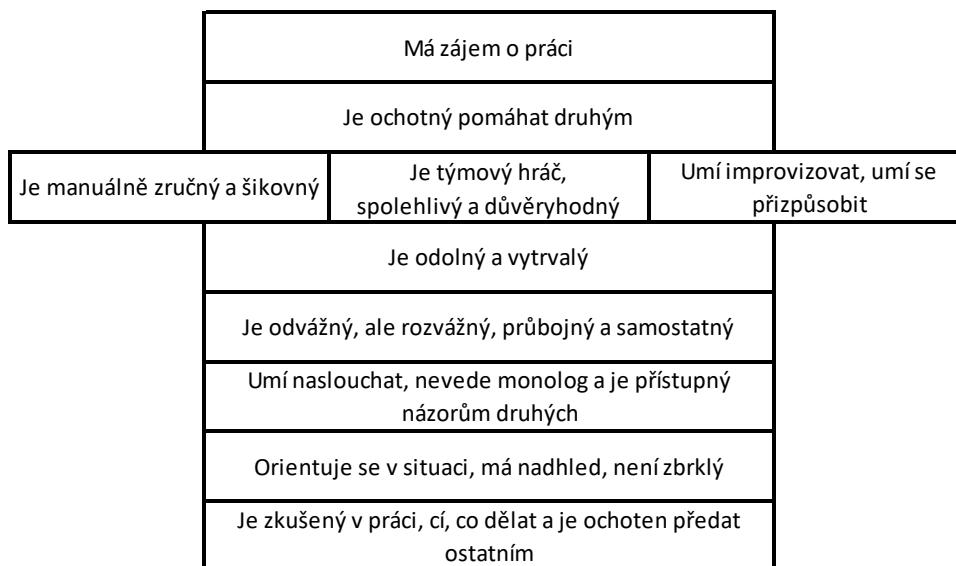 Má zájem o práci
Je ochotný pomáhat druhým
Je manuálně zručný a šikovný
Je týmový hráč,
spolehlivý a důvěryhodný
Umí improvizovat, umí se
přizpůsobit
Je odolný a vytrvalý
Je odvážný, ale rozvážný, průbojný a samostatný
Umí naslouchat, nevede monolog a je přístupný
názorům druhých
Orientuje se v situaci, má nadhled, není zbrklý
Je zkušený v práci, cí, co dělat a je ochoten předat
ostatním